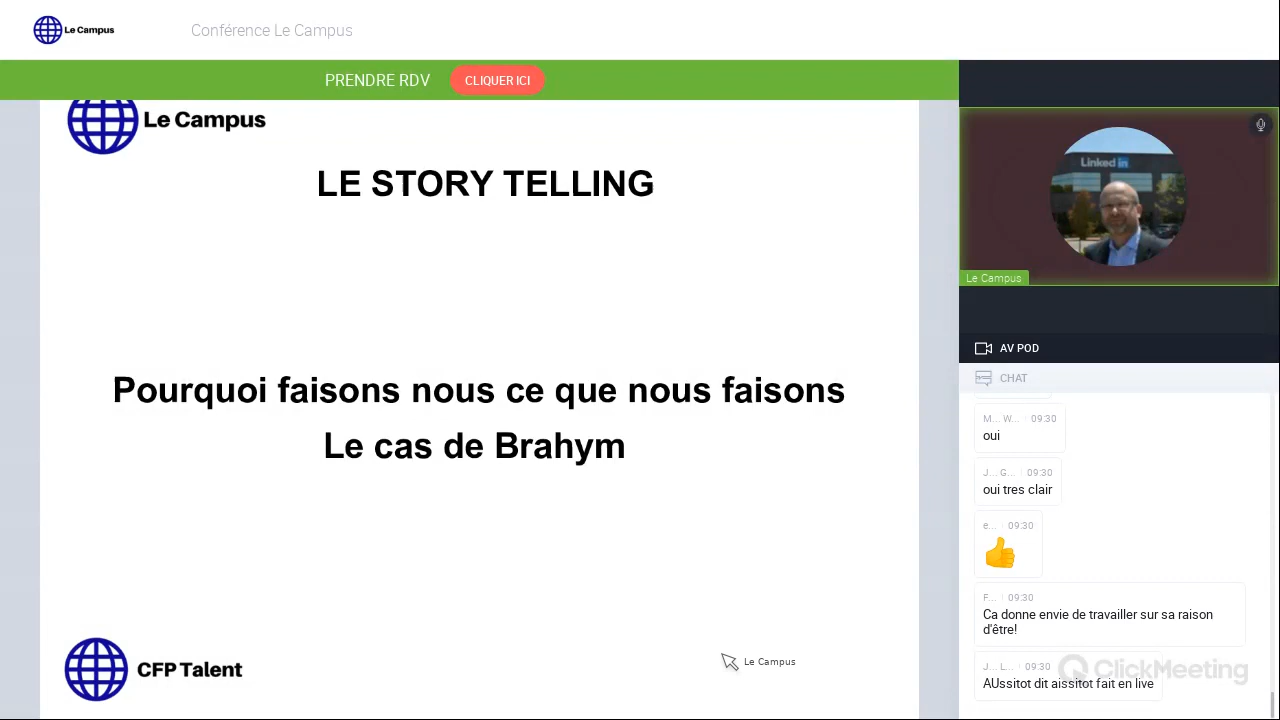 Le Campus
Conférence Le Campus
PRENDRE RDV
CLIQUER ICI
Le Campus
LE STORY TELLING
Pourquoi faisons nous ce que nous faisons
Le cas de Brahym
CFP Talent
Le Campus
Linked in
Le Campus
AV POD
CHAT
M... W... 09:30
oui
J... G... 09:30
oui tres clair
e... 09:30
F... 09:30
Ca donne envie de travailler sur sa raison
d'être!
J... L... 09:30
AUssitot dit aissitot fait en live
ClickMeeting